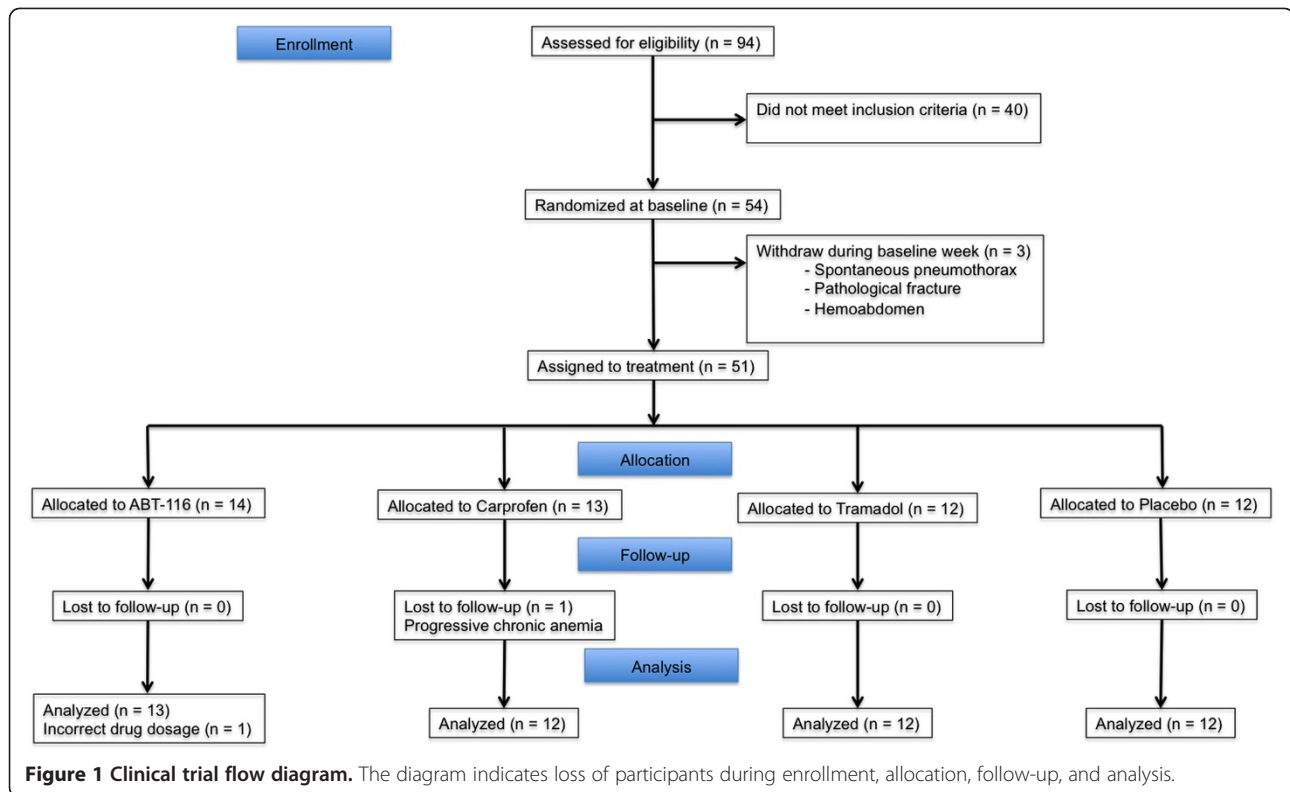 Enrollment
Assessed for eligibility (n = 94)
Did not meet inclusion criteria (n = 40)
Randomized at baseline (n = 54)
Withdraw during baseline week (n = 3)
- Spontaneous pneumothorax
- Pathological fracture
- Hemoabdomen
Assigned to treatment (n = 51)
Allocation
Allocated to ABT-116 (n = 14)
Allocated to Carprofen (n = 13)
Allocated to Tramadol (n = 12)
Allocated to Placebo (n = 12)
Follow-up
Lost to follow-up (n = 0)
Lost to follow-up (n = 1)
Progressive chronic anemia
Lost to follow-up (n = 0)
Lost to follow-up (n = 0)
Analysis
Analyzed (n = 13)
Incorrect drug dosage (n = 1)
Analyzed (n = 12)
Analyzed (n = 12)
Analyzed (n = 12)
Figure 1 Clinical trial flow diagram. The diagram indicates loss of participants during enrollment, allocation, follow-up, and analysis.